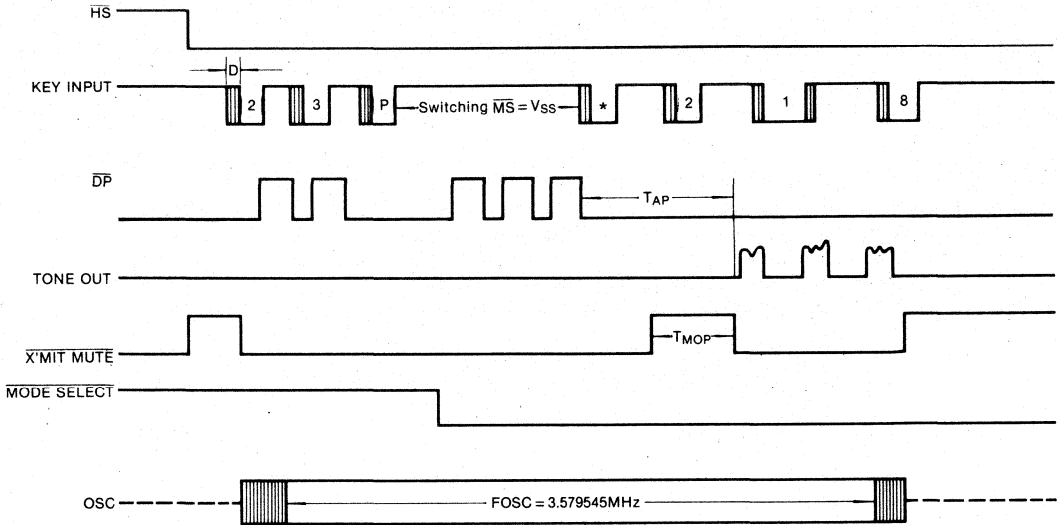 HS
D
KEY INPUT
2
3
P
Switching MS = VSS
*
2
1
8
DP
TAP
TONE OUT
X'MIT MUTE
TMOP
MODE SELECT
OSC
FOSC = 3.579545MHz